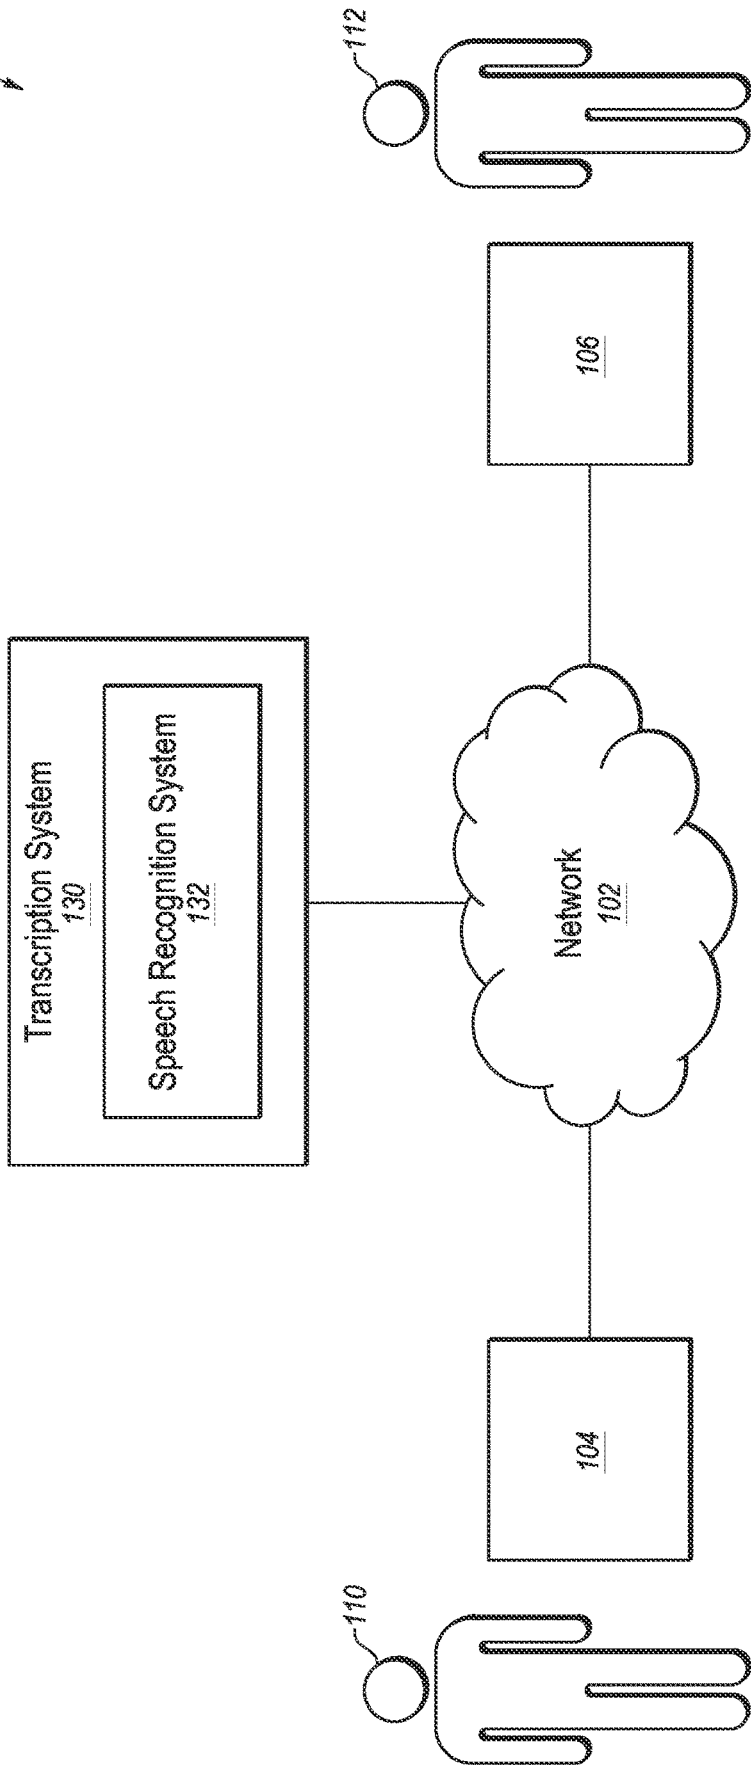 Transcription System
130
Speech Recognition System
132
110
112
104
Network
102
106